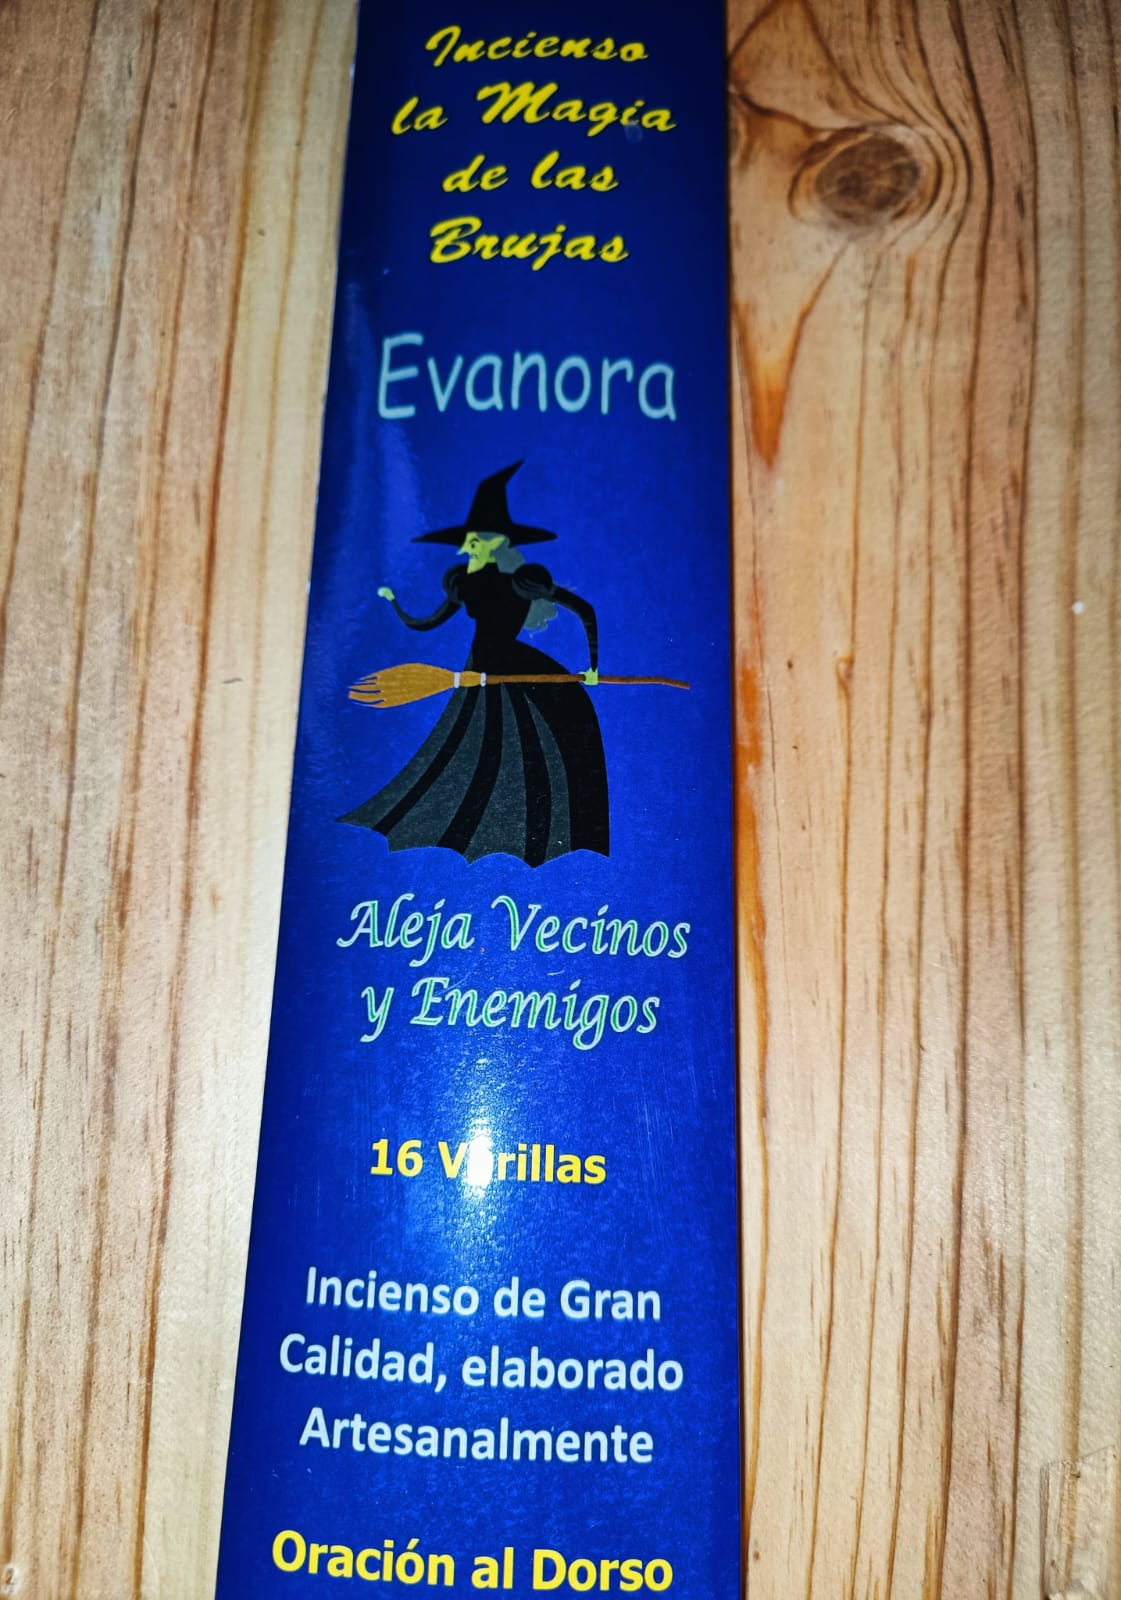 Incienso
la Magia
de las
Brujas
Evanora
Aleja Vecinos
y Enemigos
16 Varillas
Incienso de Gran
Calidad, elaborado
Artesanalmente
Oración al Dorso